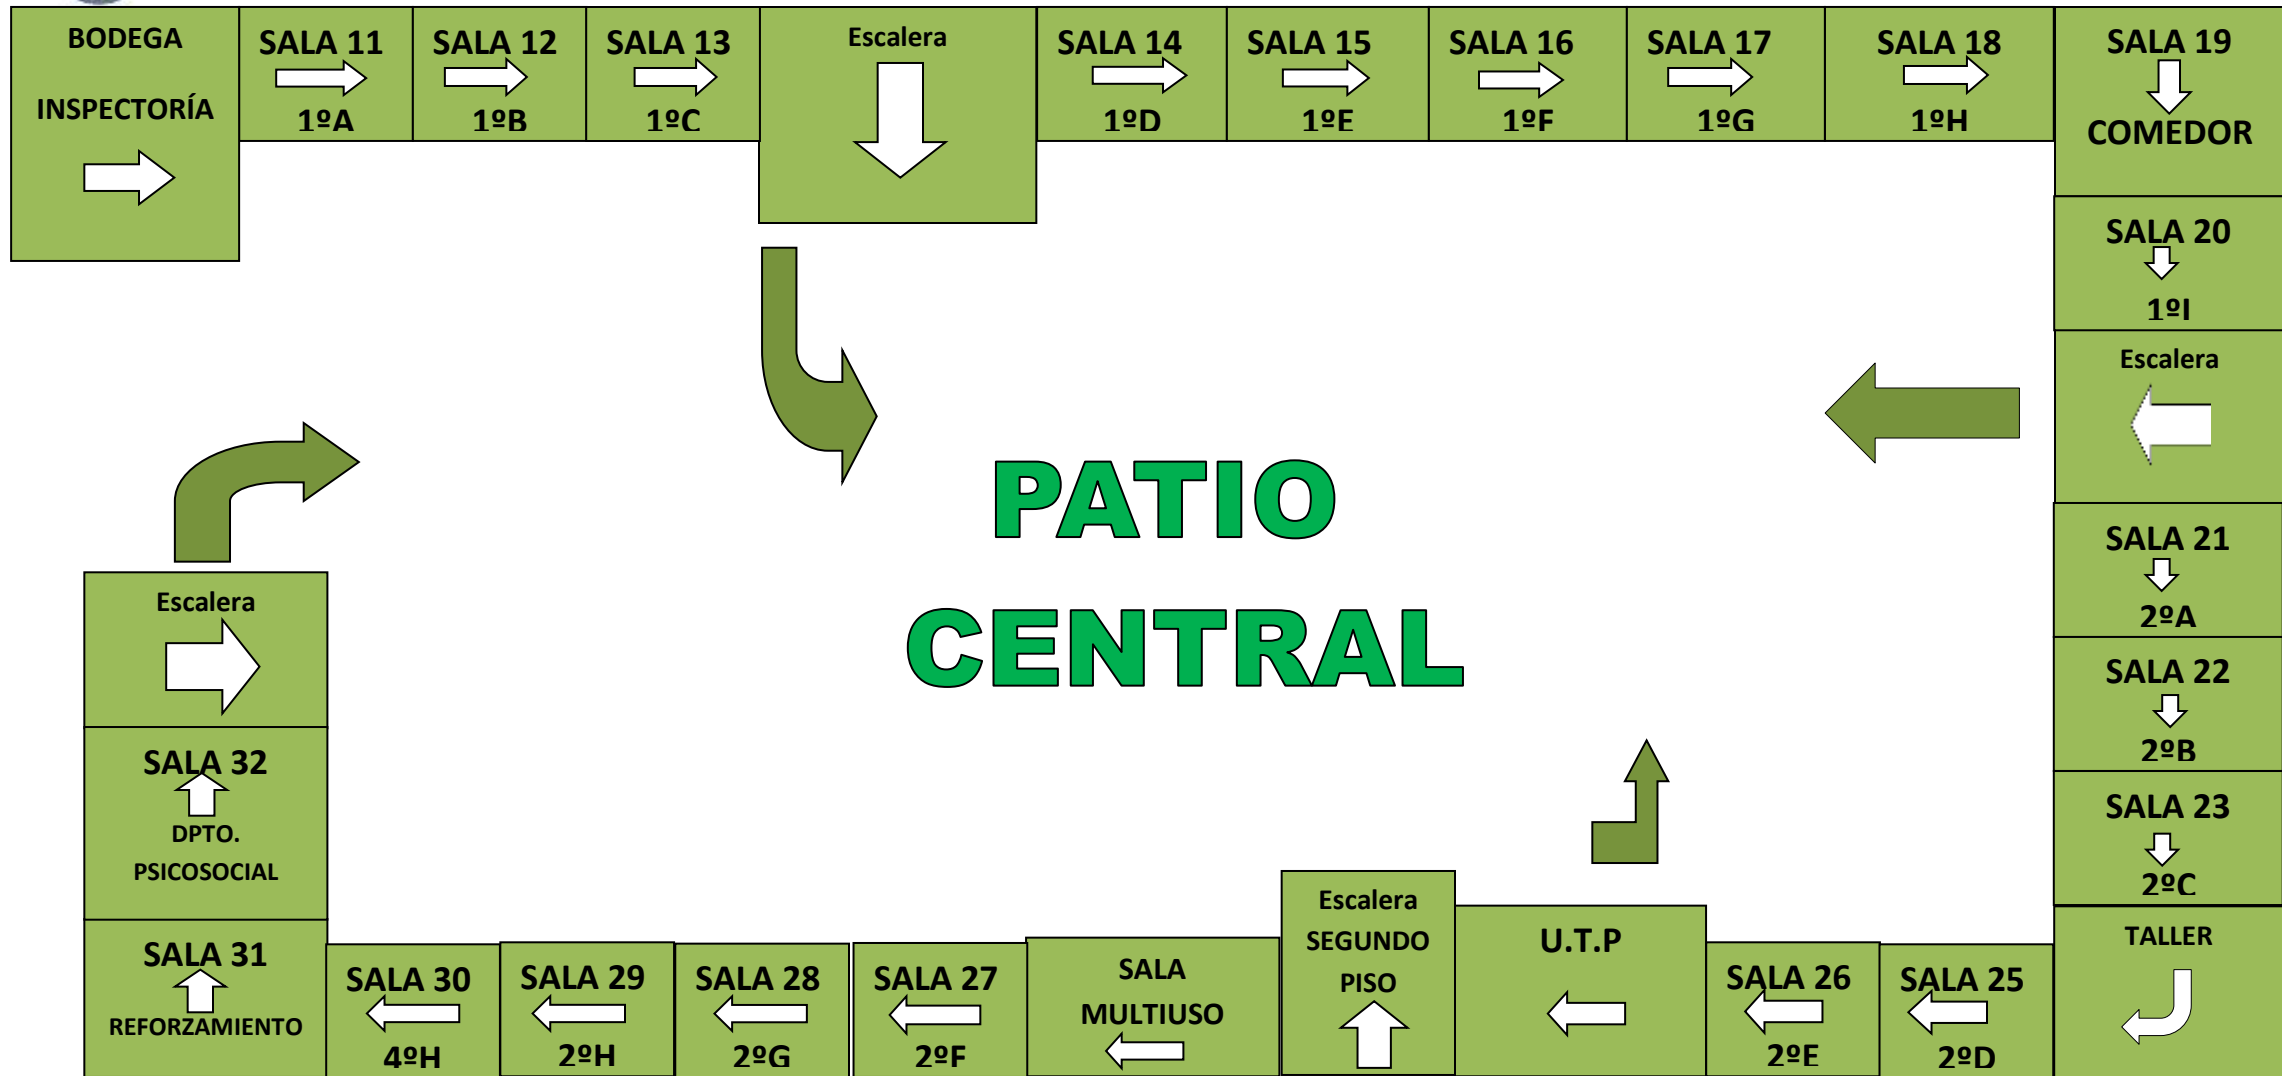 BODEGA
INSPECTORÍA
SALA 11
1ºA
SALA 12
1ºB
SALA 13
1ºC
Escalera
SALA 14
1ºD
SALA 15
1ºE
SALA 16
1ºF
SALA 17
1ºG
SALA 18
1ºH
SALA 19
COMEDOR
SALA 20
1ºI
Escalera
SALA 21
2ºA
SALA 22
2ºB
SALA 23
2ºC
TALLER
PATIO
CENTRAL
Escalera
SALA 32
DPTO.
PSICOSOCIAL
SALA 31
REFORZAMIENTO
SALA 30
4ºH
SALA 29
2ºH
SALA 28
2ºG
SALA 27
2ºF
SALA
MULTIUSO
Escalera
SEGUNDO
PISO
U.T.P
SALA 26
2ºE
SALA 25
2ºD